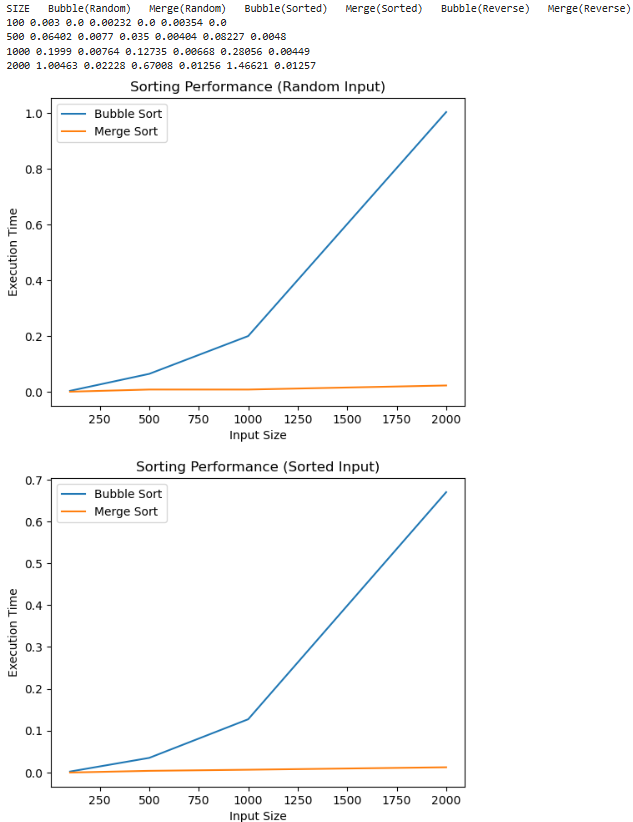 SIZE   Bubble(Random)   Merge(Random)   Bubble(Sorted)   Merge(Sorted)   Bubble(Reverse)   Merge(Reverse)
100 0.003 0.0 0.00232 0.0 0.00354 0.0
500 0.06402 0.0077 0.035 0.00404 0.08227 0.0048
1000 0.1999 0.00764 0.12735 0.00668 0.28056 0.00449
2000 1.00463 0.02228 0.67008 0.01256 1.46621 0.01257
Sorting Performance (Random Input)
Bubble Sort
Merge Sort
1.0
0.8
0.6
0.4
0.2
0.0
Execution Time
250 500 750 1000 1250 1500 1750 2000
Input Size
Sorting Performance (Sorted Input)
Bubble Sort
Merge Sort
0.7
0.6
0.5
0.4
0.3
0.2
0.1
0.0
Execution Time
250 500 750 1000 1250 1500 1750 2000
Input Size